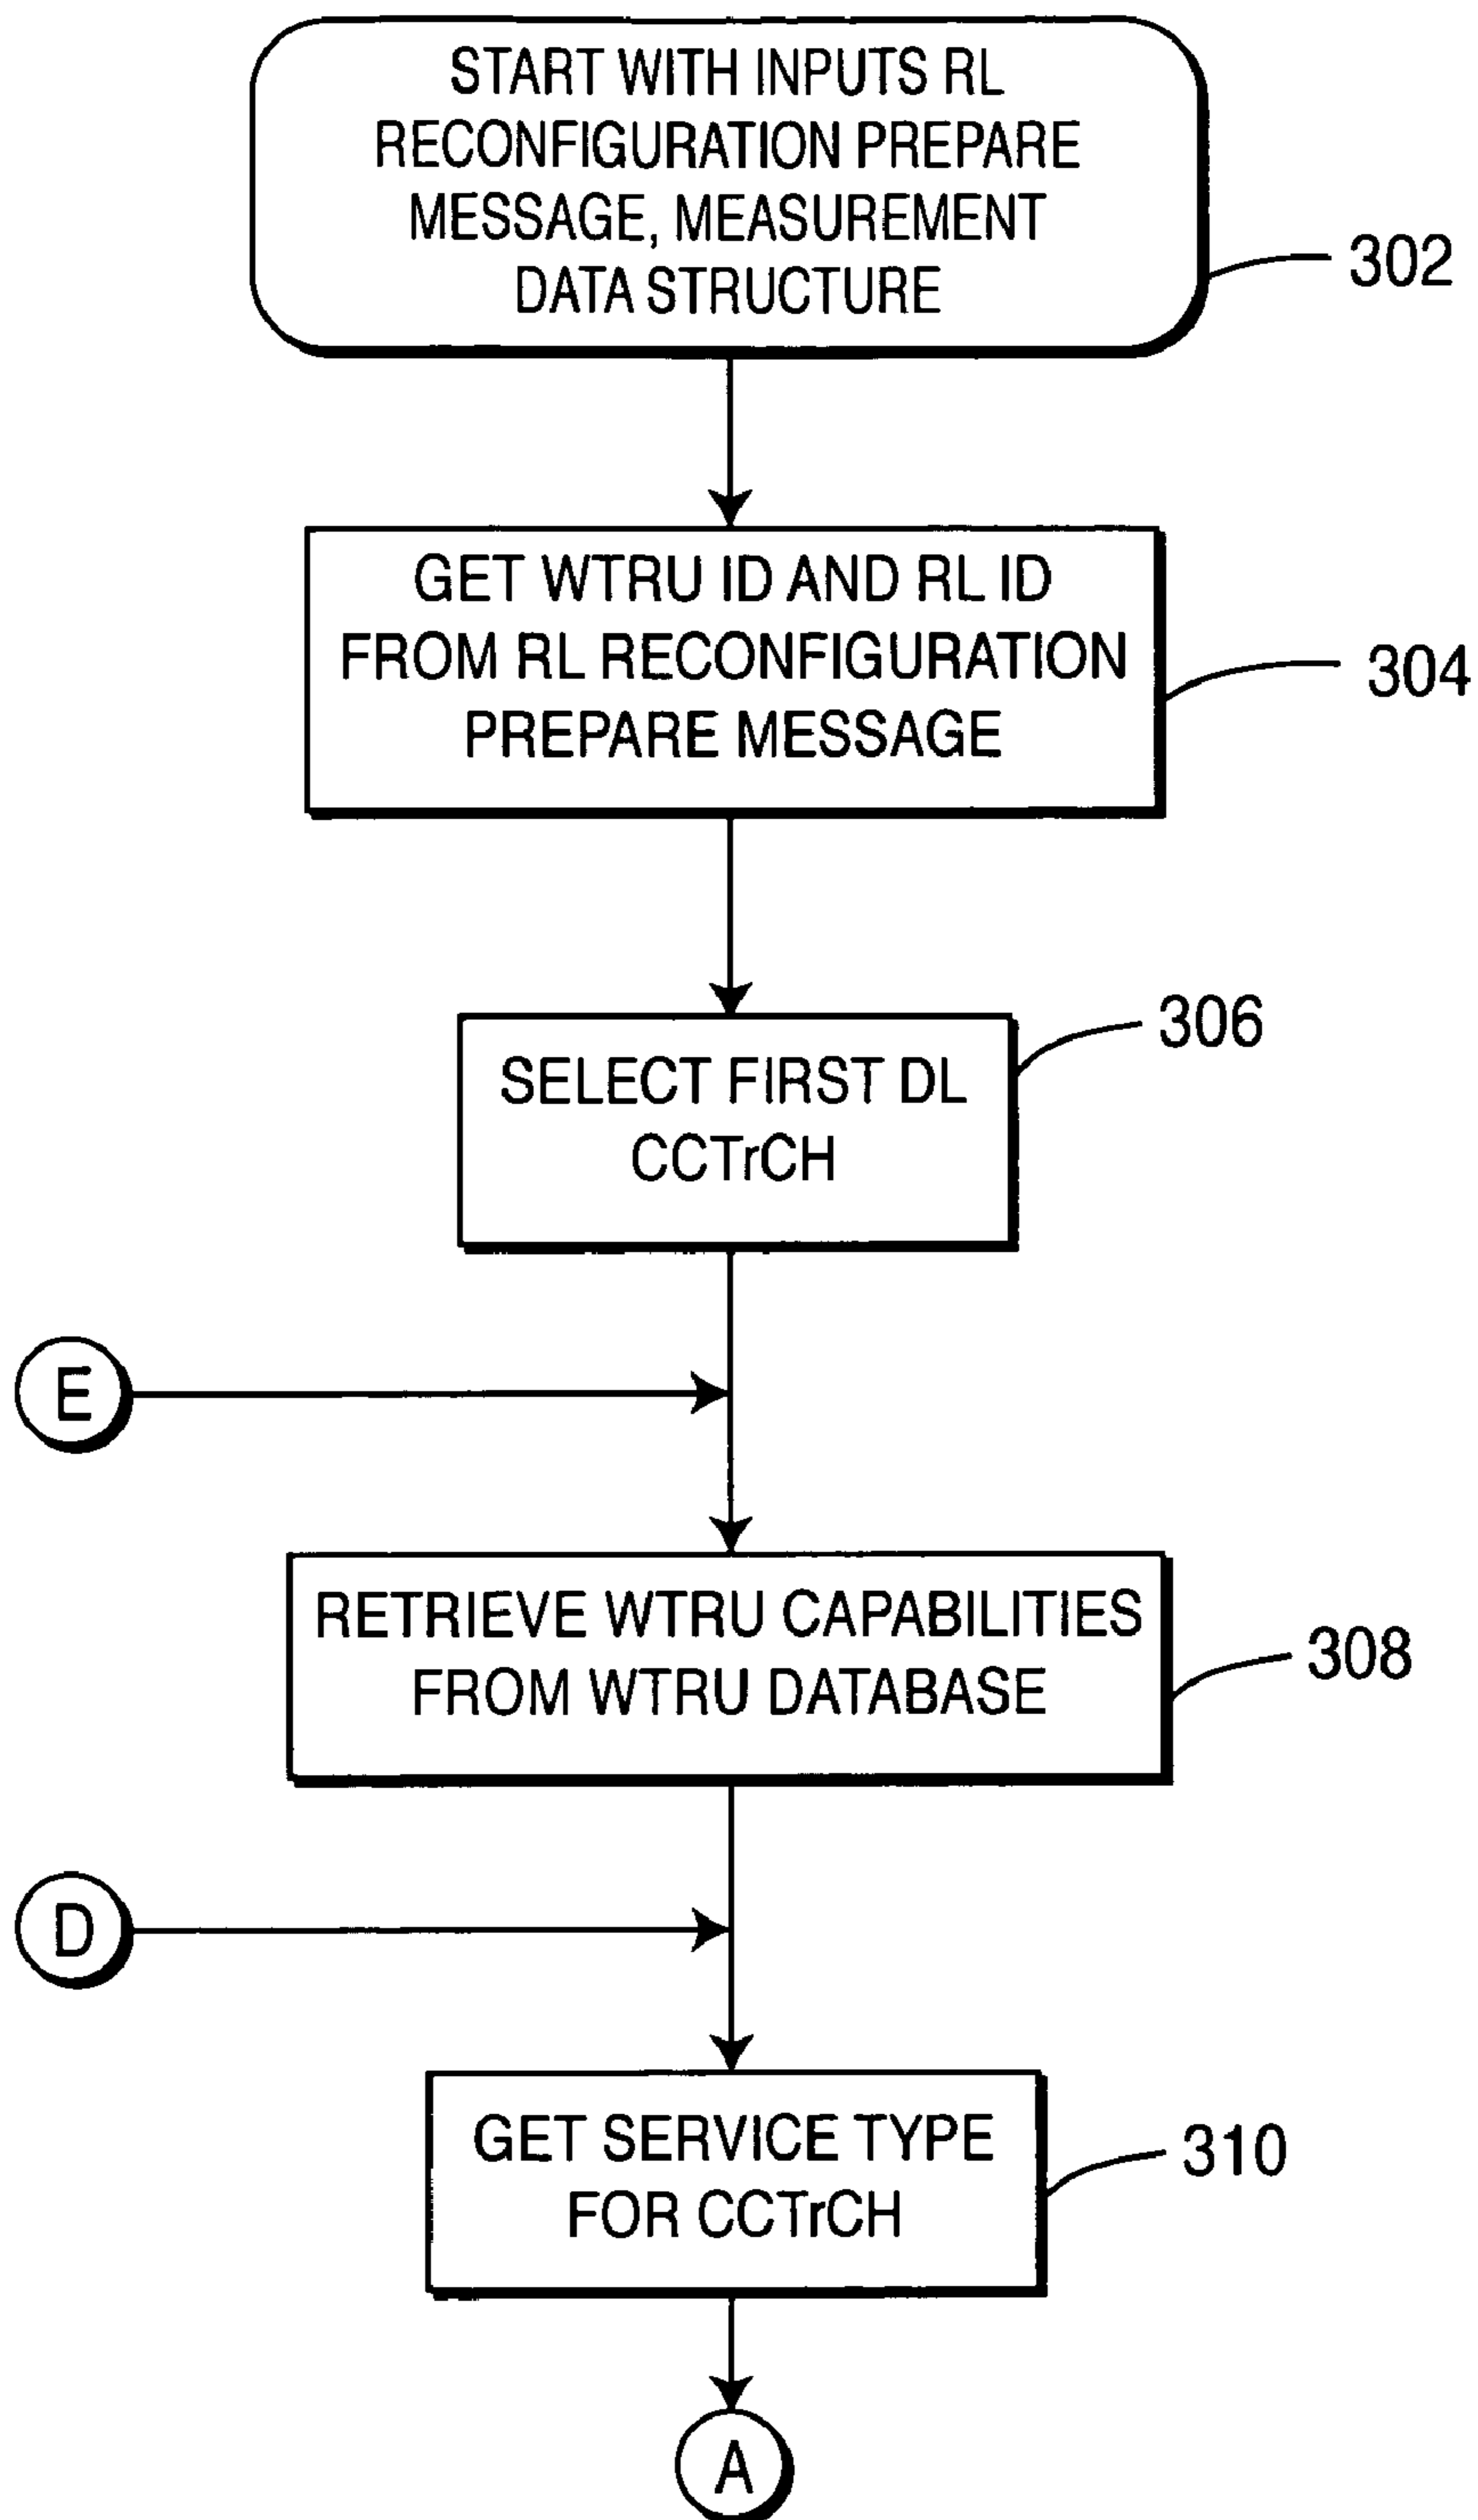 START WITH INPUTS RL
RECONFIGURATION PREPARE
MESSAGE, MEASUREMENT
DATA STRUCTURE
302
GET WTRU ID AND RL ID
FROM RL RECONFIGURATION
PREPARE MESSAGE
304
SELECT FIRST DL
CCTrCH
306
E
RETRIEVE WTRU CAPABILITIES
FROM WTRU DATABASE
308
D
GET SERVICE TYPE
FOR CCTrCH
310
A